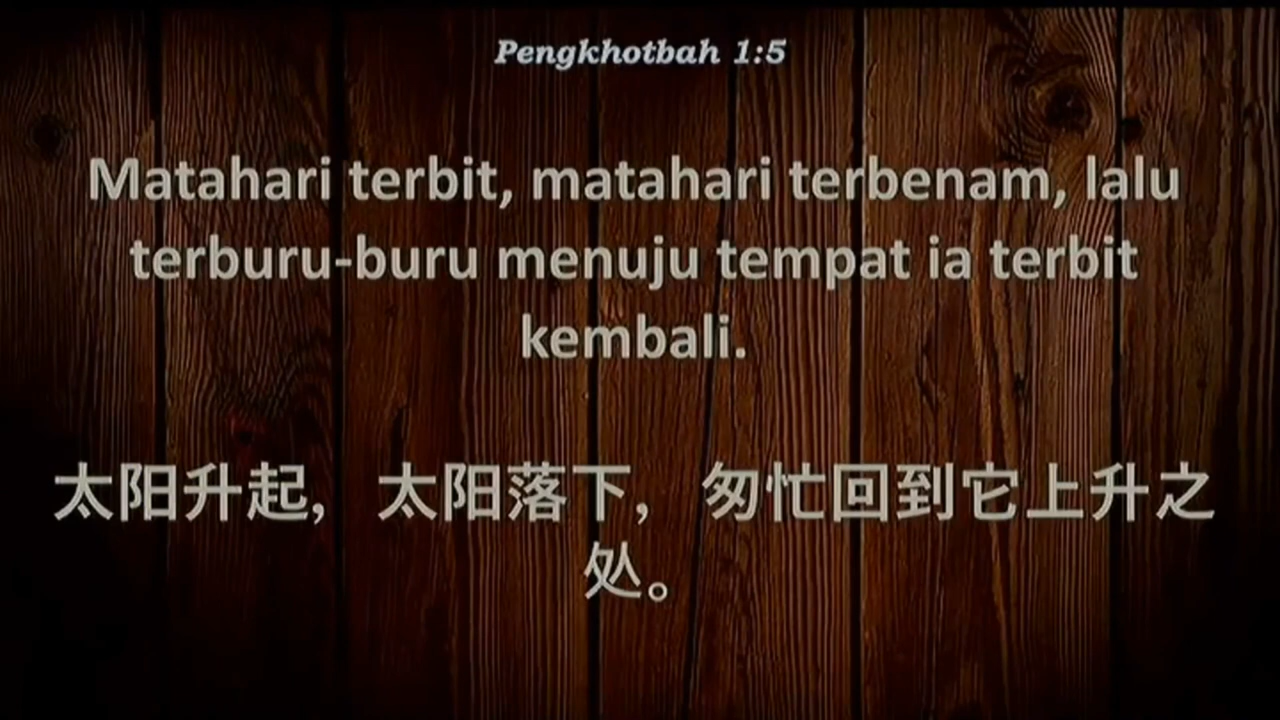 Pengkhotbah 1:5
Matahari terbit, matahari terbenam, lalu
terburu-buru menuju tempat ia terbit
kembali.
太阳升起, 太阳落下, 匆忙回到它上升之
处。